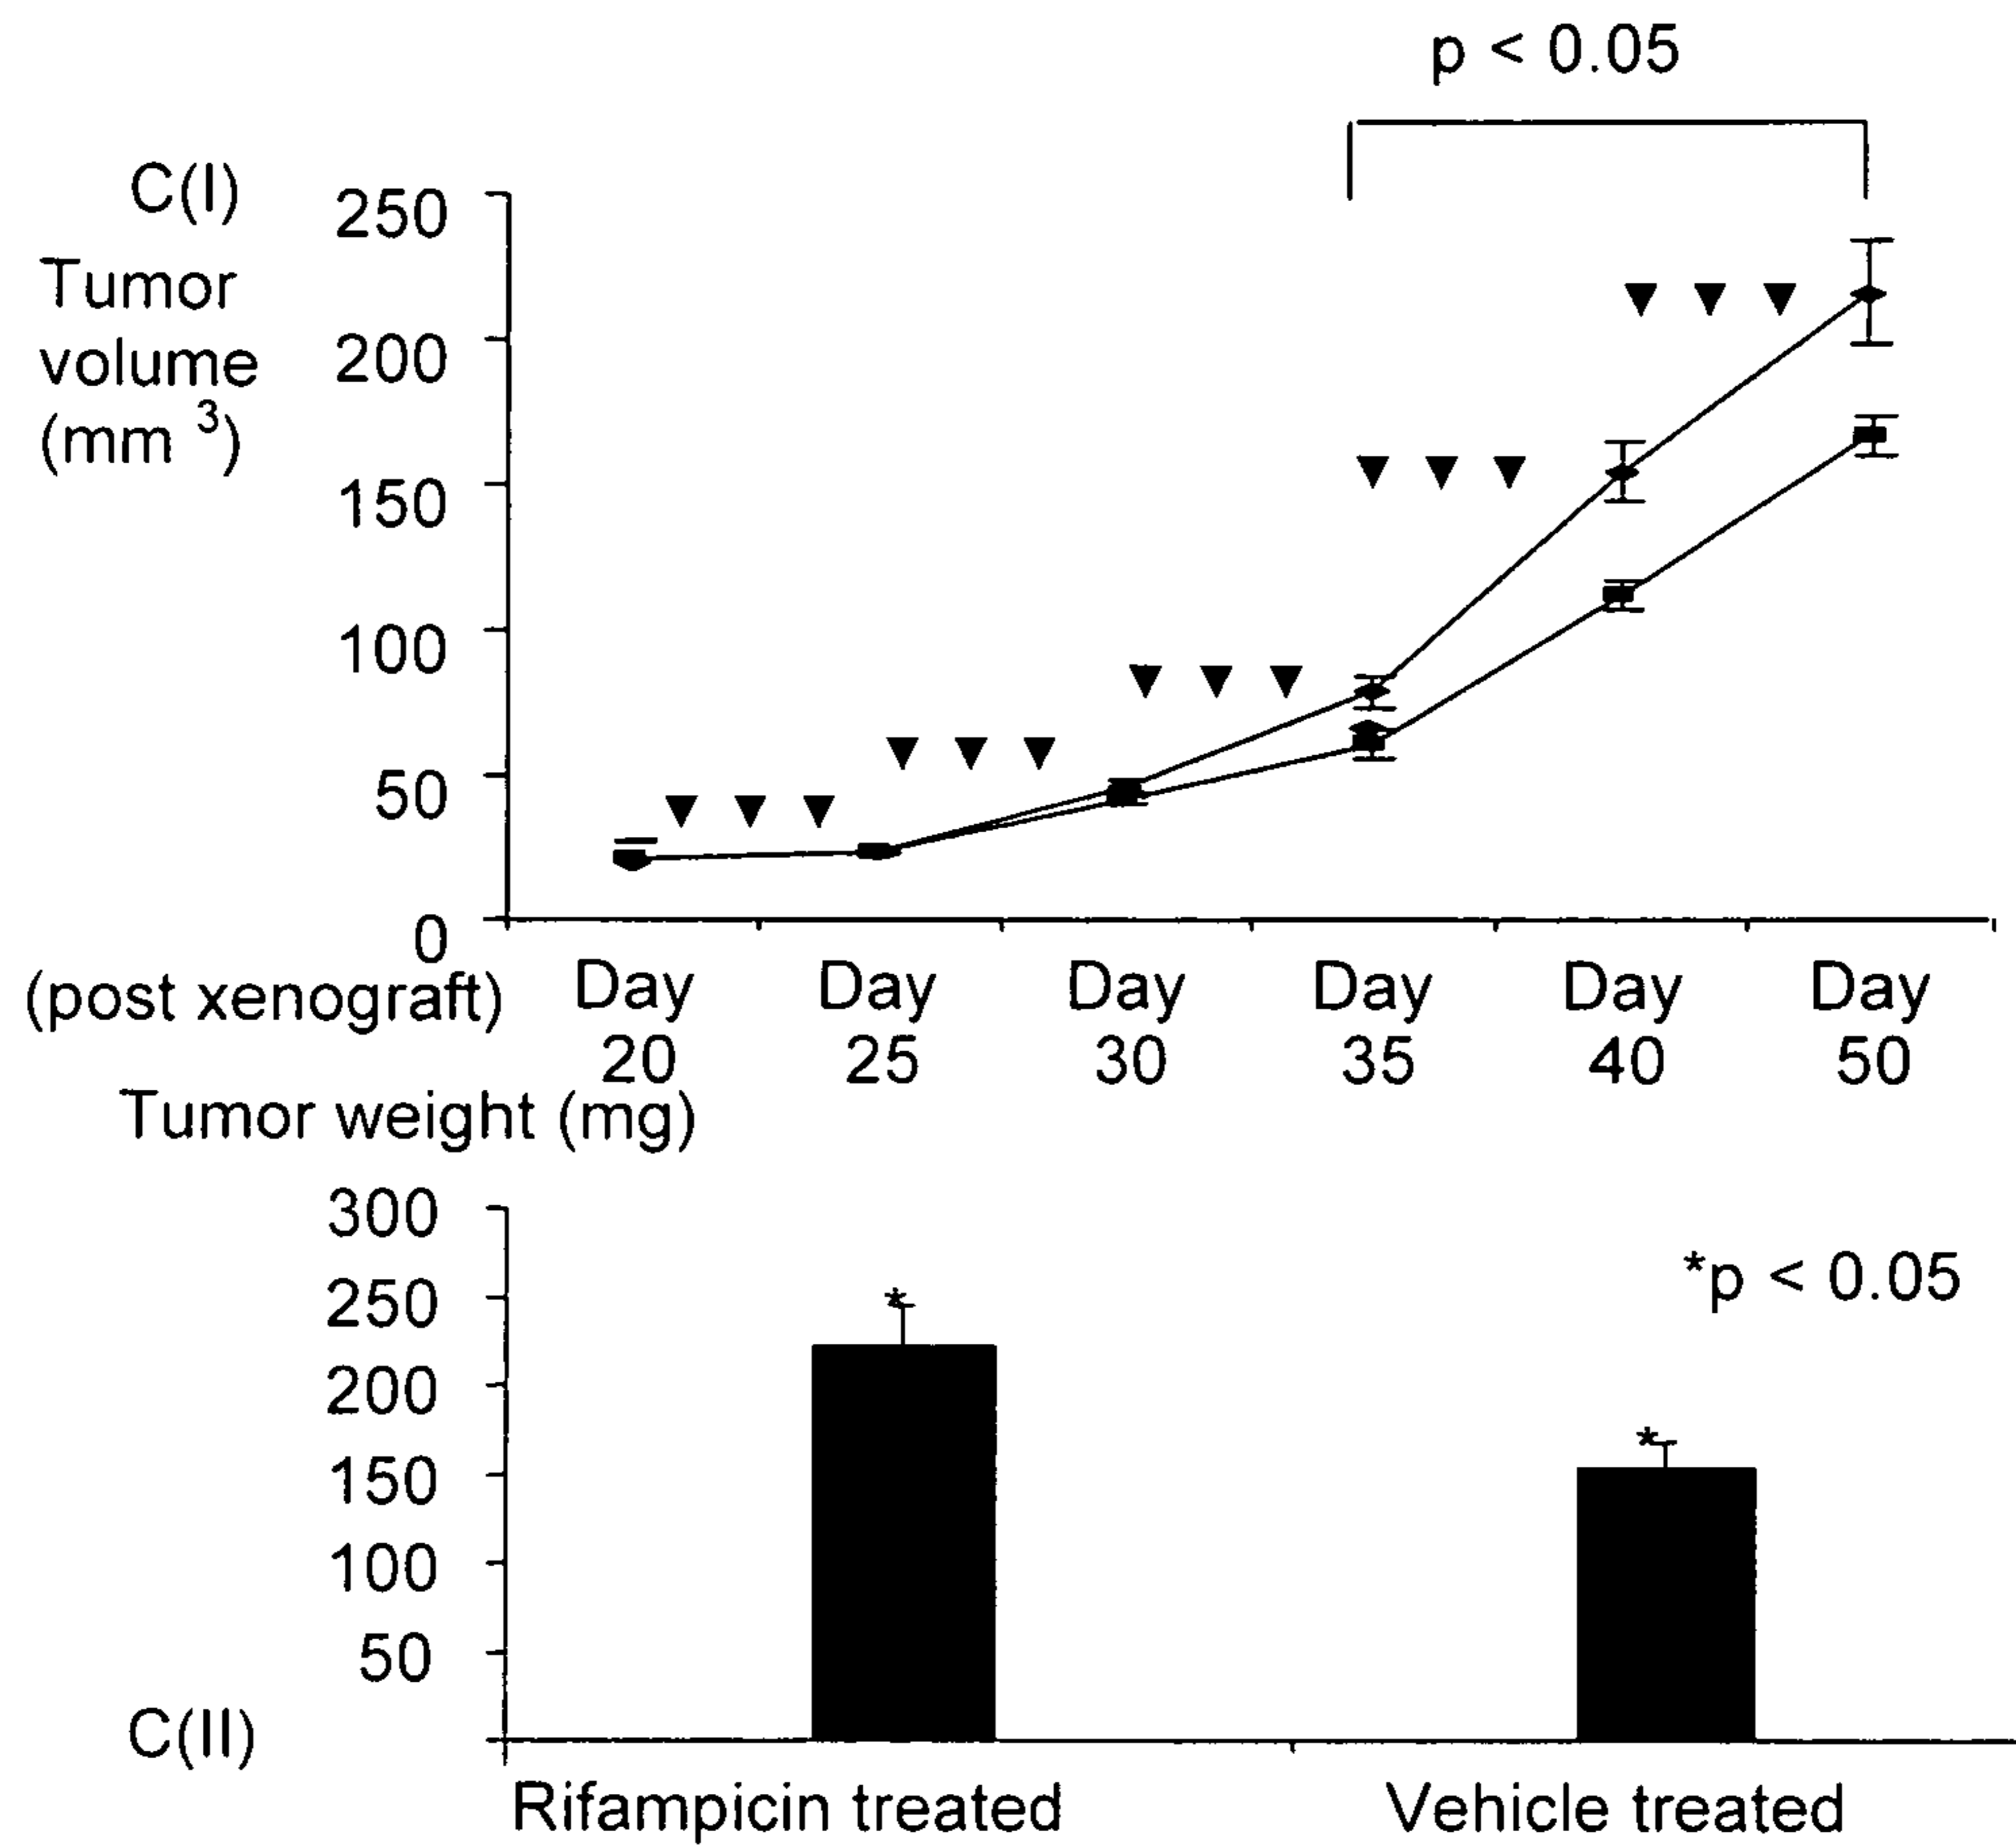 p < 0.05
C(I)
Tumor
volume
(mm 3)
250
200
150
100
50
0
(post xenograft)
Day Day Day Day Day Day
20 25 30 35 40 50
Tumor weight (mg)
300
250
200
150
100
50
*p < 0.05
*
*
C(II)
Rifampicin treated Vehicle treated